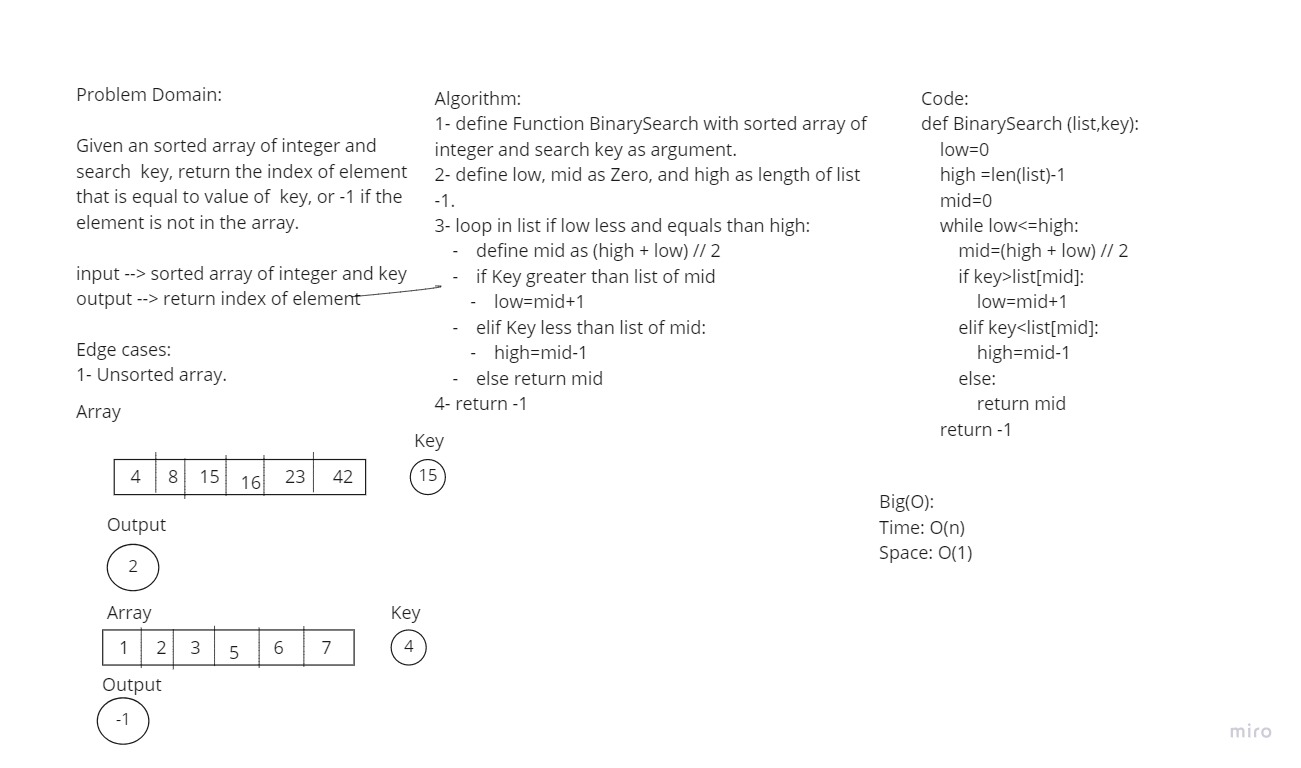 Problem Domain:
Given an sorted array of integer and
search  key, return the index of element
that is equal to value of  key, or -1 if the
element is not in the array.
input --> sorted array of integer and key
output --> return index of element
Edge cases:
1- Unsorted array.
Array
4 8 15 16 23 42
Key
15
Output
2
Array
1 2 3 5 6 7
Key
4
Output
-1
Algorithm:
1- define Function BinarySearch with sorted array of
integer and search key as argument.
2- define low, mid as Zero, and high as length of list
-1.
3- loop in list if low less and equals than high:
- define mid as (high + low) // 2
- if Key greater than list of mid
- low=mid+1
- elif Key less than list of mid:
- high=mid-1
- else return mid
4- return -1
Code:
def BinarySearch (list,key):
low=0
high =len(list)-1
mid=0
while low<=high:
mid=(high + low) // 2
if key>list[mid]:
low=mid+1
elif key<list[mid]:
high=mid-1
else:
return mid
return -1
Big(O):
Time: O(n)
Space: O(1)
miro